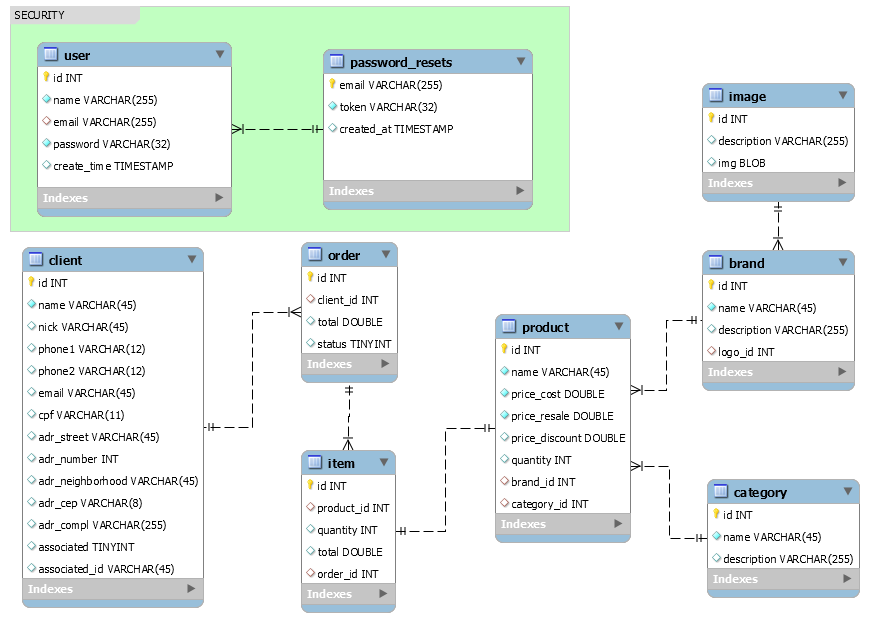 SECURITY
user
id INT
name VARCHAR(255)
email VARCHAR(255)
password VARCHAR(32)
create_time TIMESTAMP
Indexes
password_resets
email VARCHAR(255)
token VARCHAR(32)
created_at TIMESTAMP
Indexes
image
id INT
description VARCHAR(255)
img BLOB
Indexes
client
id INT
name VARCHAR(45)
nick VARCHAR(45)
phone1 VARCHAR(12)
phone2 VARCHAR(12)
email VARCHAR(45)
cpf VARCHAR(11)
adr_street VARCHAR(45)
adr_number INT
adr_neighborhood VARCHAR(45)
adr_cep VARCHAR(8)
adr_compl VARCHAR(255)
associated TINYINT
associated_id VARCHAR(45)
Indexes
order
id INT
client_id INT
total DOUBLE
status TINYINT
Indexes
item
id INT
product_id INT
quantity INT
total DOUBLE
order_id INT
Indexes
product
id INT
name VARCHAR(45)
price_cost DOUBLE
price_resale DOUBLE
price_discount DOUBLE
quantity INT
brand_id INT
category_id INT
Indexes
brand
id INT
name VARCHAR(45)
description VARCHAR(255)
logo_id INT
Indexes
category
id INT
name VARCHAR(45)
description VARCHAR(255)
Indexes